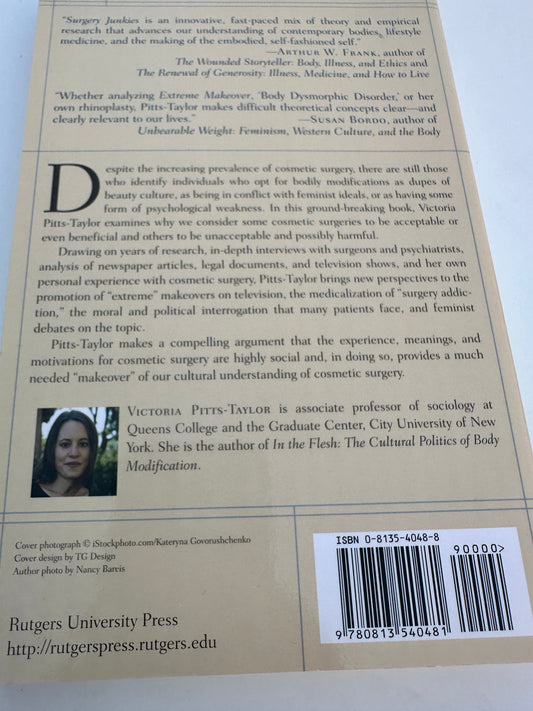 "Surgery Junkies is an innovative, fast-paced mix of theory and empirical
research that advances our understanding of contemporary bodies, lifestyle
medicine, and the making of the embodied, self-fashioned self."
—ARTHUR W. FRANK, author of
The Wounded Storyteller: Body, Illness, and Ethics and
The Renewal of Generosity: Illness, Medicine, and How to Live
"Whether analyzing Extreme Makeover, 'Body Dysmorphic Disorder,' or her
own rhinoplasty, Pitts-Taylor makes difficult theoretical concepts clear—and
clearly relevant to our lives." —SUSAN BORDO, author of
Unbearable Weight: Feminism, Western Culture, and the Body
Despite the increasing prevalence of cosmetic surgery, there are still those
who identify individuals who opt for bodily modifications as dupes of
beauty culture, as being in conflict with feminist ideals, or as having some
form of psychological weakness. In this ground-breaking book, Victoria
Pitts-Taylor examines why we consider some cosmetic surgeries to be acceptable or
even beneficial and others to be unacceptable and possibly harmful.
Drawing on years of research, in-depth interviews with surgeons and psychiatrists,
analysis of newspaper articles, legal documents, and television shows, and her own
personal experience with cosmetic surgery, Pitts-Taylor brings new perspectives to the
promotion of "extreme" makeovers on television, the medicalization of "surgery addic-
tion," the moral and political interrogation that many patients face, and feminist
debates on the topic.
Pitts-Taylor makes a compelling argument that the experience, meanings, and
motivations for cosmetic surgery are highly social and, in doing so, provides a much
needed "makeover" of our cultural understanding of cosmetic surgery.
VICTORIA PITTS-TAYLOR is associate professor of sociology at
Queens College and the Graduate Center, City University of New
York. She is the author of In the Flesh: The Cultural Politics of Body
Modification.
Cover photograph © iStockphoto.com/Kateryna Govorushchenko
Cover design by TG Design
Author photo by Nancy Bareis
Rutgers University Press
http://rutgerspress.rutgers.edu
ISBN 0-8135-4048-8
90000>
9 780813 540481